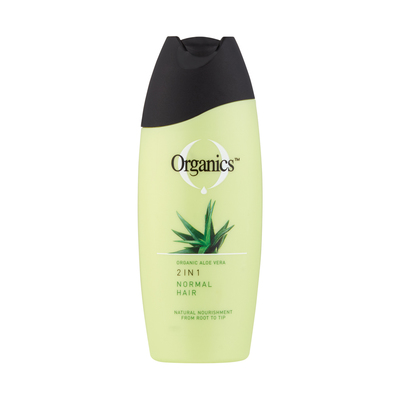 Organics™
ORGANIC ALOE VERA
2 IN 1
NORMAL
HAIR
NATURAL NOURISHMENT
FROM ROOT TO TIP